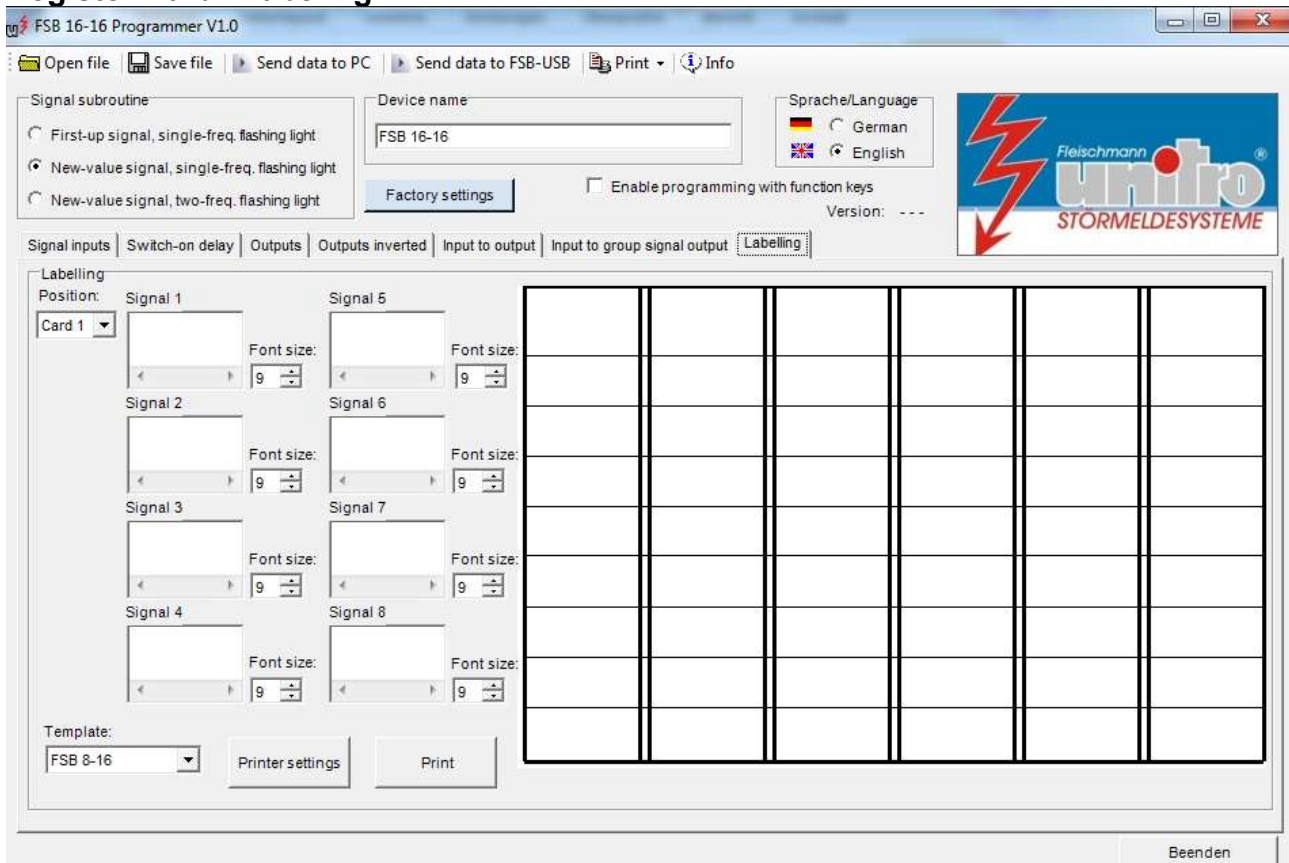 FSB 16-16 Programmer V1.0
Open file Save file Send data to PC Send data to FSB-USB Print Info
Signal subroutine
First-up signal, single-freq. flashing light
New-value signal, single-freq. flashing light
New-value signal, two-freq. flashing light
Device name
FSB 16-16
Factory settings
Sprache/Language
German
English
Enable programming with function keys
Version: ---
Fleischmann
unitro ®
STÖRMELDESYSTEME
Signal inputs Switch-on delay Outputs Outputs inverted Input to output Input to group signal output Labelling
Labelling
Position:
Card 1
Signal 1
Font size:
9
Signal 5
Font size:
9
Signal 2
Font size:
9
Signal 6
Font size:
9
Signal 3
Font size:
9
Signal 7
Font size:
9
Signal 4
Font size:
9
Signal 8
Font size:
9
Template:
FSB 8-16
Printer settings
Print
Beenden